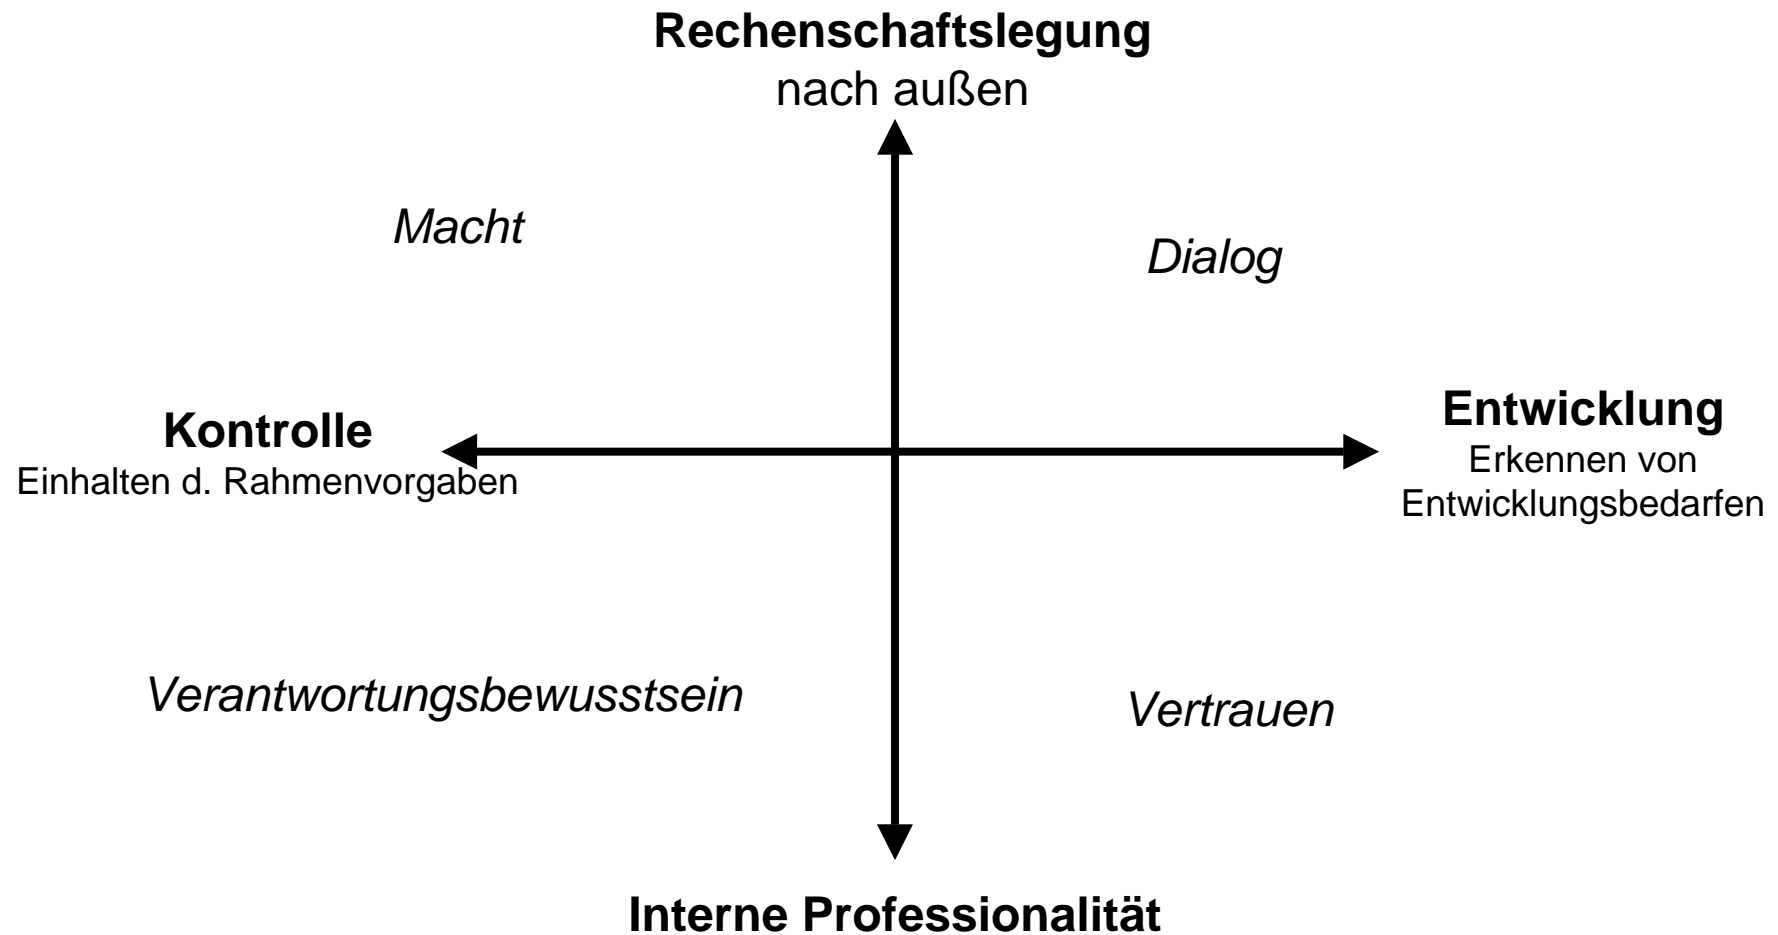 Rechenschaftslegung
nach außen
Macht
Dialog
Kontrolle
Einhalten d. Rahmenvorgaben
Entwicklung
Erkennen von
Entwicklungsbedarfen
Verantwortungsbewusstsein
Vertrauen
Interne Professionalität